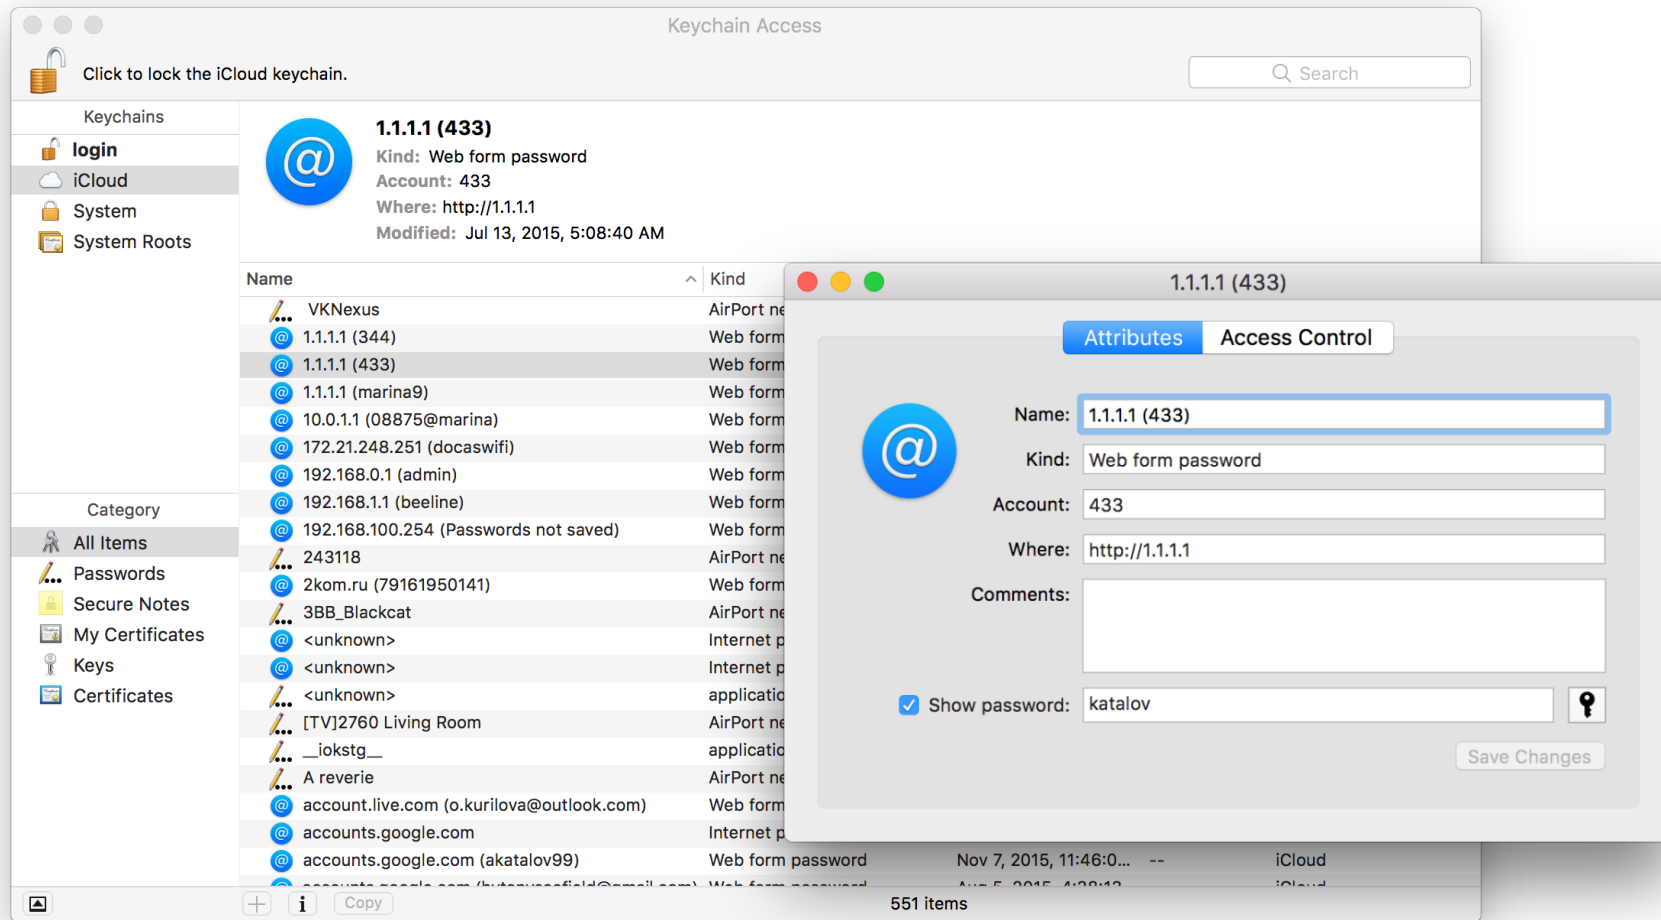 Keychain Access
Click to lock the iCloud keychain.
Search
Keychains
login
iCloud
System
System Roots
Category
All Items
Passwords
Secure Notes
My Certificates
Keys
Certificates
1.1.1.1 (433)
Kind: Web form password
Account: 433
Where: http://1.1.1.1
Modified: Jul 13, 2015, 5:08:40 AM
Name Kind
VKNexus AirPort ne
1.1.1.1 (344) Web form
1.1.1.1 (433) Web form
1.1.1.1 (marina9) Web form
10.0.1.1 (08875@marina) Web form
172.21.248.251 (docaswifi) Web form
192.168.0.1 (admin) Web form
192.168.1.1 (beeline) Web form
192.168.100.254 (Passwords not saved) Web form
243118 AirPort ne
2kom.ru (79161950141) Web form
3BB_Blackcat AirPort ne
<unknown> Internet p
<unknown> Internet p
<unknown> applicatio
[TV]2760 Living Room AirPort ne
__iokstg__ applicatio
A reverie AirPort ne
account.live.com (o.kurilova@outlook.com) Web form
accounts.google.com Internet p
accounts.google.com (akatalov99) Web form password Nov 7, 2015, 11:46:0... -- iCloud
Copy
551 items
1.1.1.1 (433)
Attributes Access Control
Name: 1.1.1.1 (433)
Kind: Web form password
Account: 433
Where: http://1.1.1.1
Comments:
Show password: katalov
Save Changes